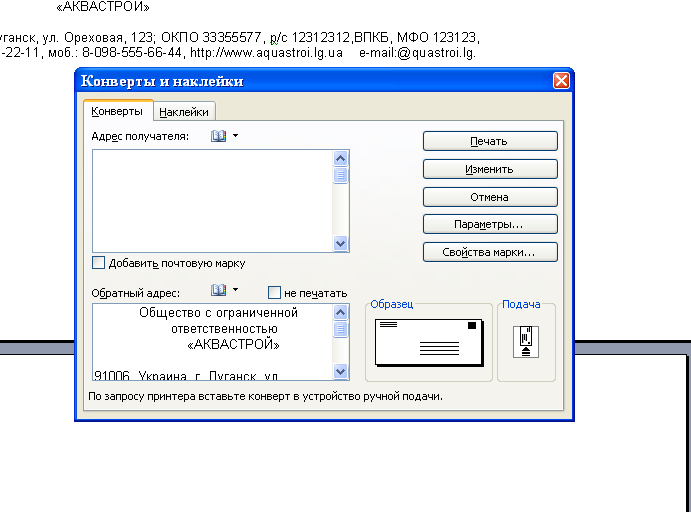 «АКВАСТРОЙ»
уганск, ул. Ореховая, 123; ОКПО 33355577, р/с 12312312,ВПКБ, МФО 123123,
-22-11, моб.: 8-098-555-66-44, http://www.aquastroi.lg.ua e-mail:@quastroi.lg.
Конверты и наклейки
Конверты Наклейки
Адрес получателя:
Печать
Изменить
Отмена
Параметры...
Свойства марки...
Добавить почтовую марку
Обратный адрес: не печатать
Общество с ограниченной
ответственностью
«АКВАСТРОЙ»
91006, Украина, г. Луганск, ул.
Образец
Подача
По запросу принтера вставьте конверт в устройство ручной подачи.